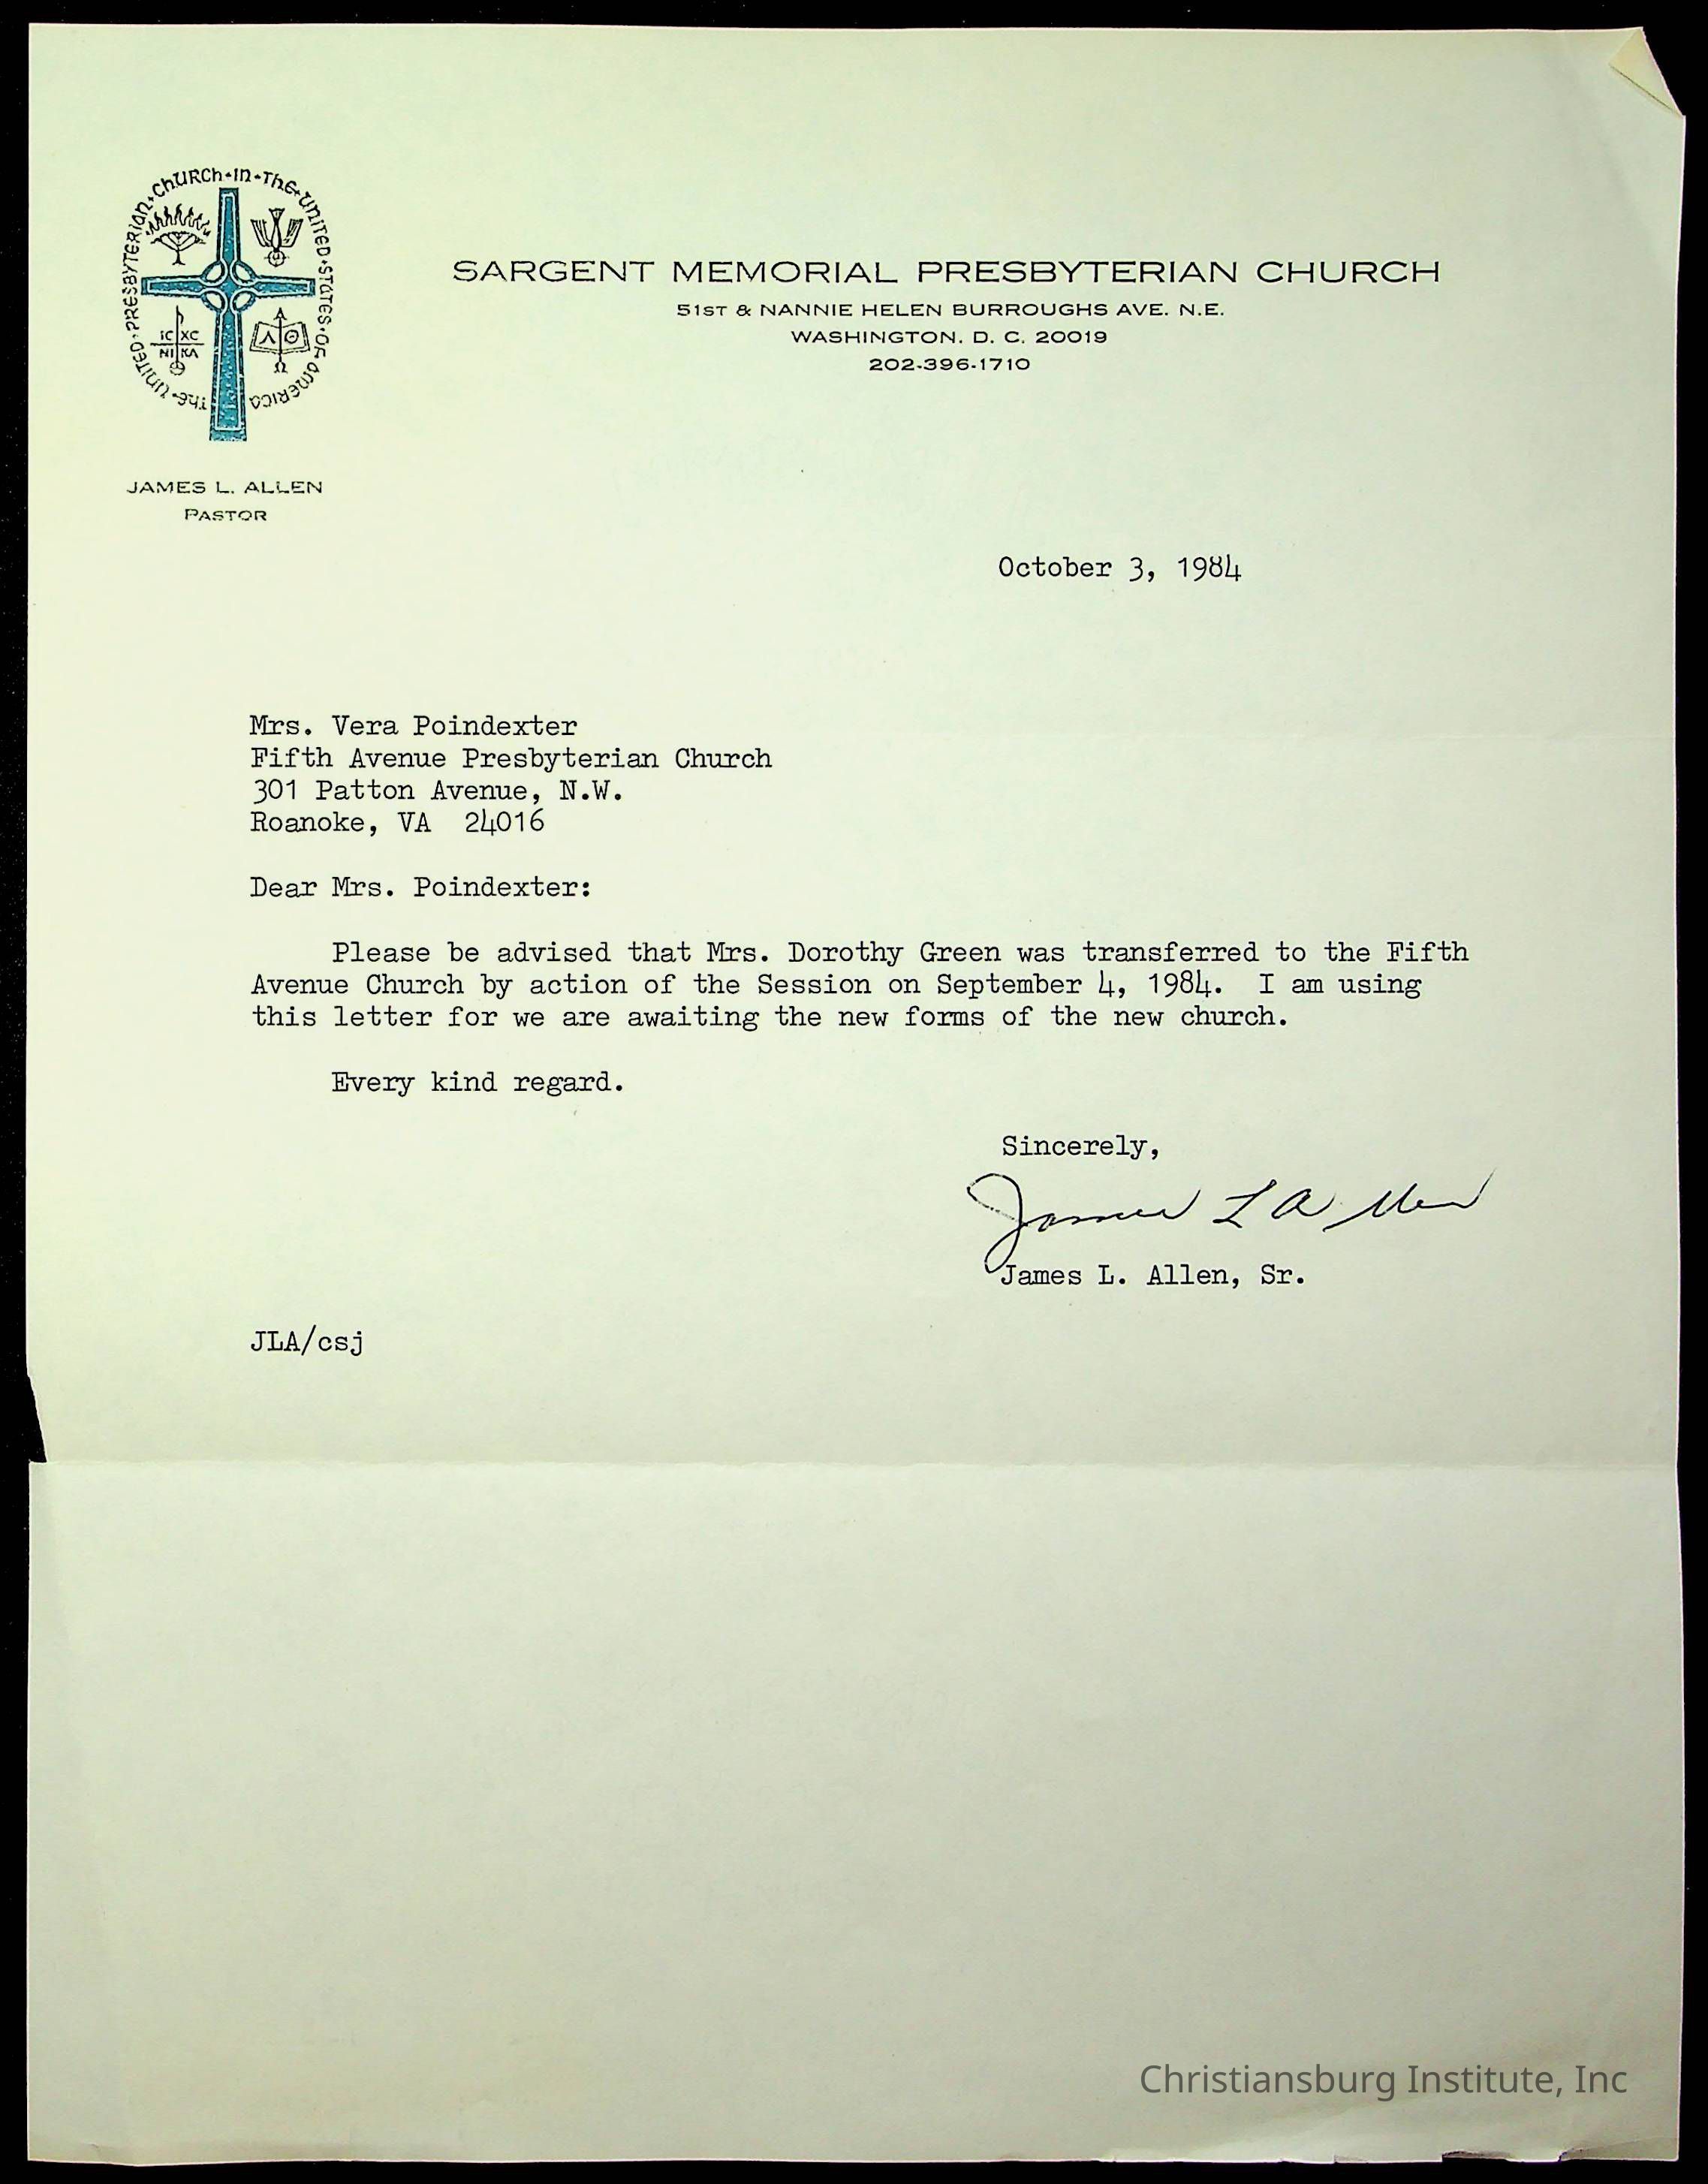 THE • UNITED • PRESBYTERIAN • CHURCH • IN • THE • UNITED • STATES • OF AMERICA
IC XC
NI KA
Α Ω
SARGENT MEMORIAL PRESBYTERIAN CHURCH
51ST & NANNIE HELEN BURROUGHS AVE. N.E.
WASHINGTON. D. C. 20019
202-396-1710
JAMES L. ALLEN
PASTOR
October 3, 1984
Mrs. Vera Poindexter
Fifth Avenue Presbyterian Church
301 Patton Avenue, N.W.
Roanoke, VA 24016
Dear Mrs. Poindexter:
Please be advised that Mrs. Dorothy Green was transferred to the Fifth
Avenue Church by action of the Session on September 4, 1984. I am using
this letter for we are awaiting the new forms of the new church.
Every kind regard.
Sincerely,
James L Allen
James L. Allen, Sr.
JLA/csj
Christiansburg Institute, Inc